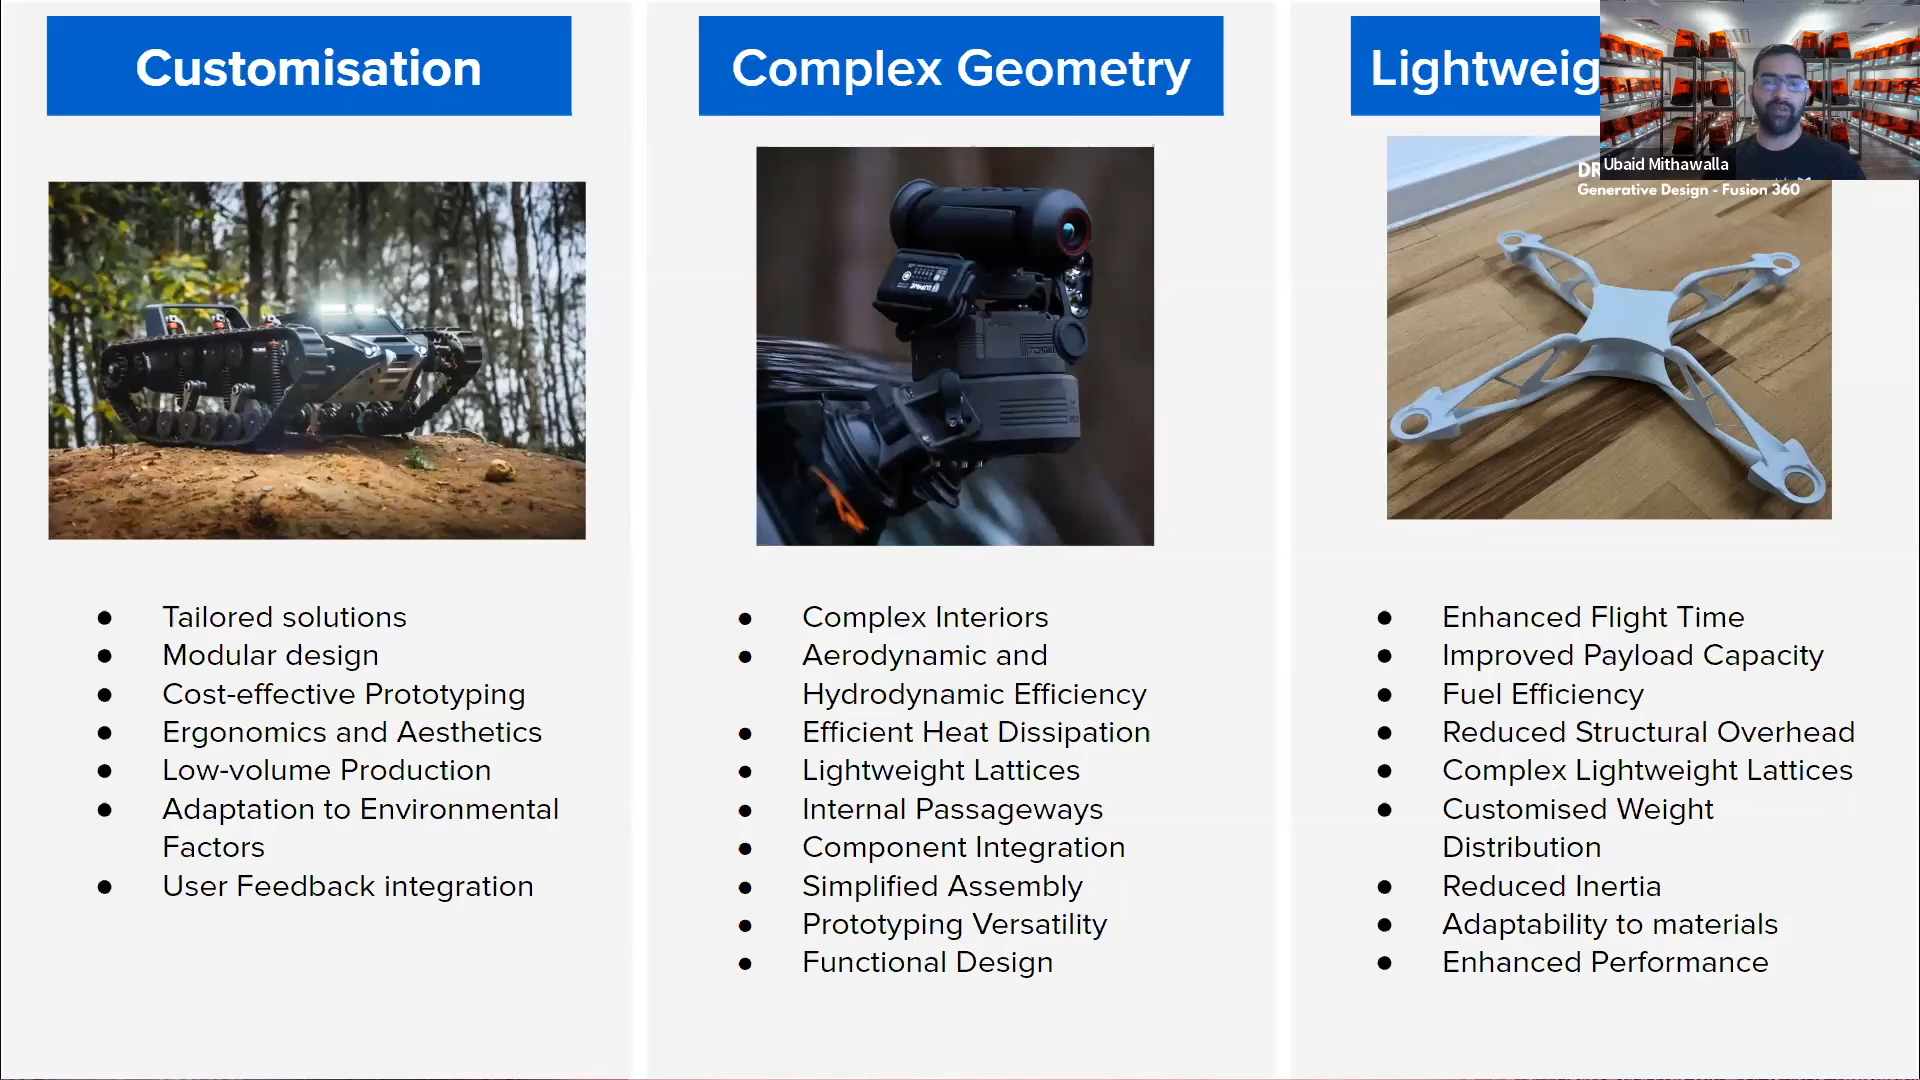 Customisation
Tailored solutions
Modular design
Cost-effective Prototyping
Ergonomics and Aesthetics
Low-volume Production
Adaptation to Environmental
Factors
User Feedback integration
Complex Geometry
Complex Interiors
Aerodynamic and
Hydrodynamic Efficiency
Efficient Heat Dissipation
Lightweight Lattices
Internal Passageways
Component Integration
Simplified Assembly
Prototyping Versatility
Functional Design
Lightweig
Ubaid Mithawalla
Generative Design - Fusion 360
Enhanced Flight Time
Improved Payload Capacity
Fuel Efficiency
Reduced Structural Overhead
Complex Lightweight Lattices
Customised Weight
Distribution
Reduced Inertia
Adaptability to materials
Enhanced Performance